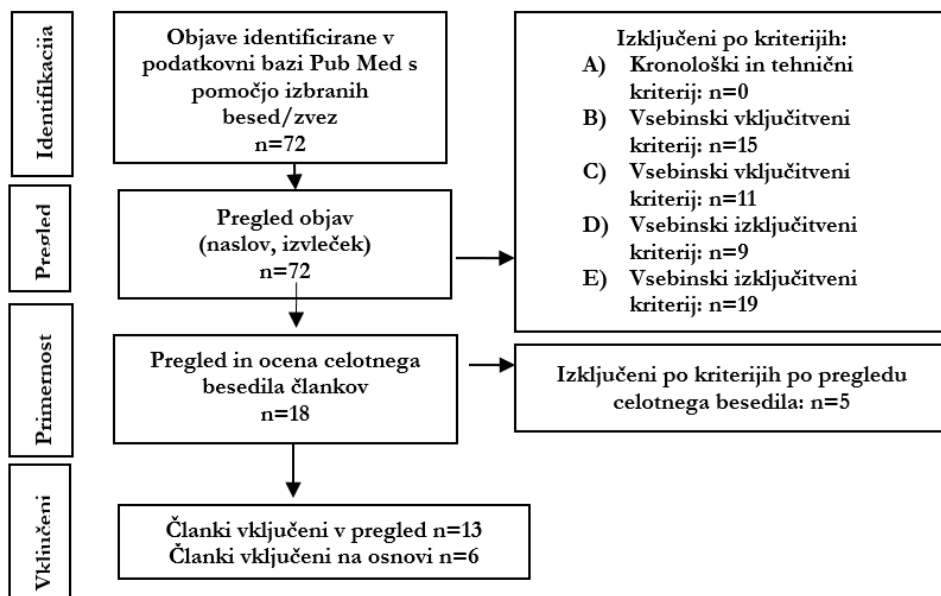 Identifikacija
Objave identificirane v
podatkovni bazi Pub Med s
pomočjo izbranih
besed/zvez
n=72
Izključeni po kriterijih:
A) Kronološki in tehnični
kriterij: n=0
B) Vsebinski vključitveni
kriterij: n=15
C) Vsebinski vključitveni
kriterij: n=11
D) Vsebinski izključitveni
kriterij: n=9
E) Vsebinski izključitveni
kriterij: n=19
Pregled
Pregled objav
(naslov, izvleček)
n=72
Primernost
Pregled in ocena celotnega
besedila člankov
n=18
Izključeni po kriterijih po pregledu
celotnega besedila: n=5
Vključeni
Članki vključeni v pregled n=13
Članki vključeni na osnovi n=6